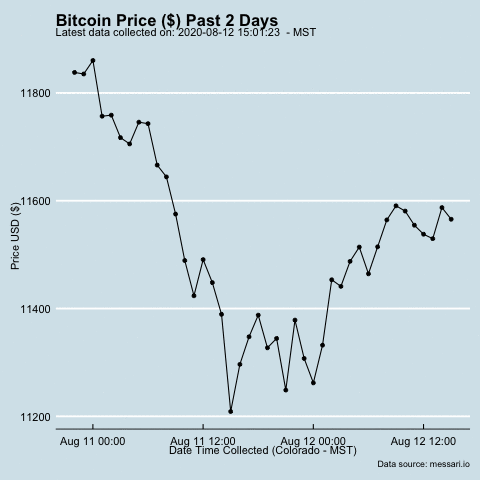 Bitcoin Price ($) Past 2 Days
Latest data collected on: 2020-08-12 15:01:23 - MST
11800
11600
11400
11200
Price USD ($)
Aug 11 00:00 Aug 11 12:00 Aug 12 00:00 Aug 12 12:00
Date Time Collected (Colorado - MST)
Data source: messari.io